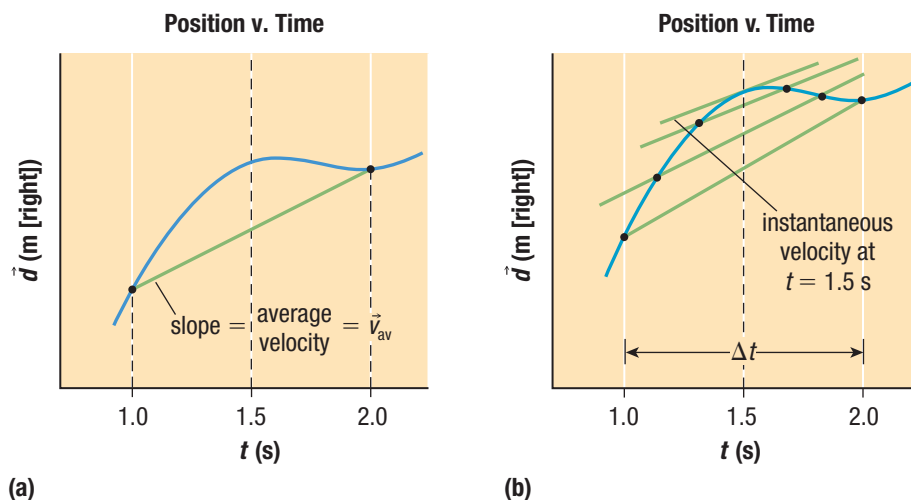 Position v. Time
d⃗ (m [right])
slope = average velocity = v⃗av
1.0 1.5 2.0
t (s)
(a)
Position v. Time
d⃗ (m [right])
instantaneous
velocity at
t = 1.5 s
Δt
1.0 1.5 2.0
t (s)
(b)